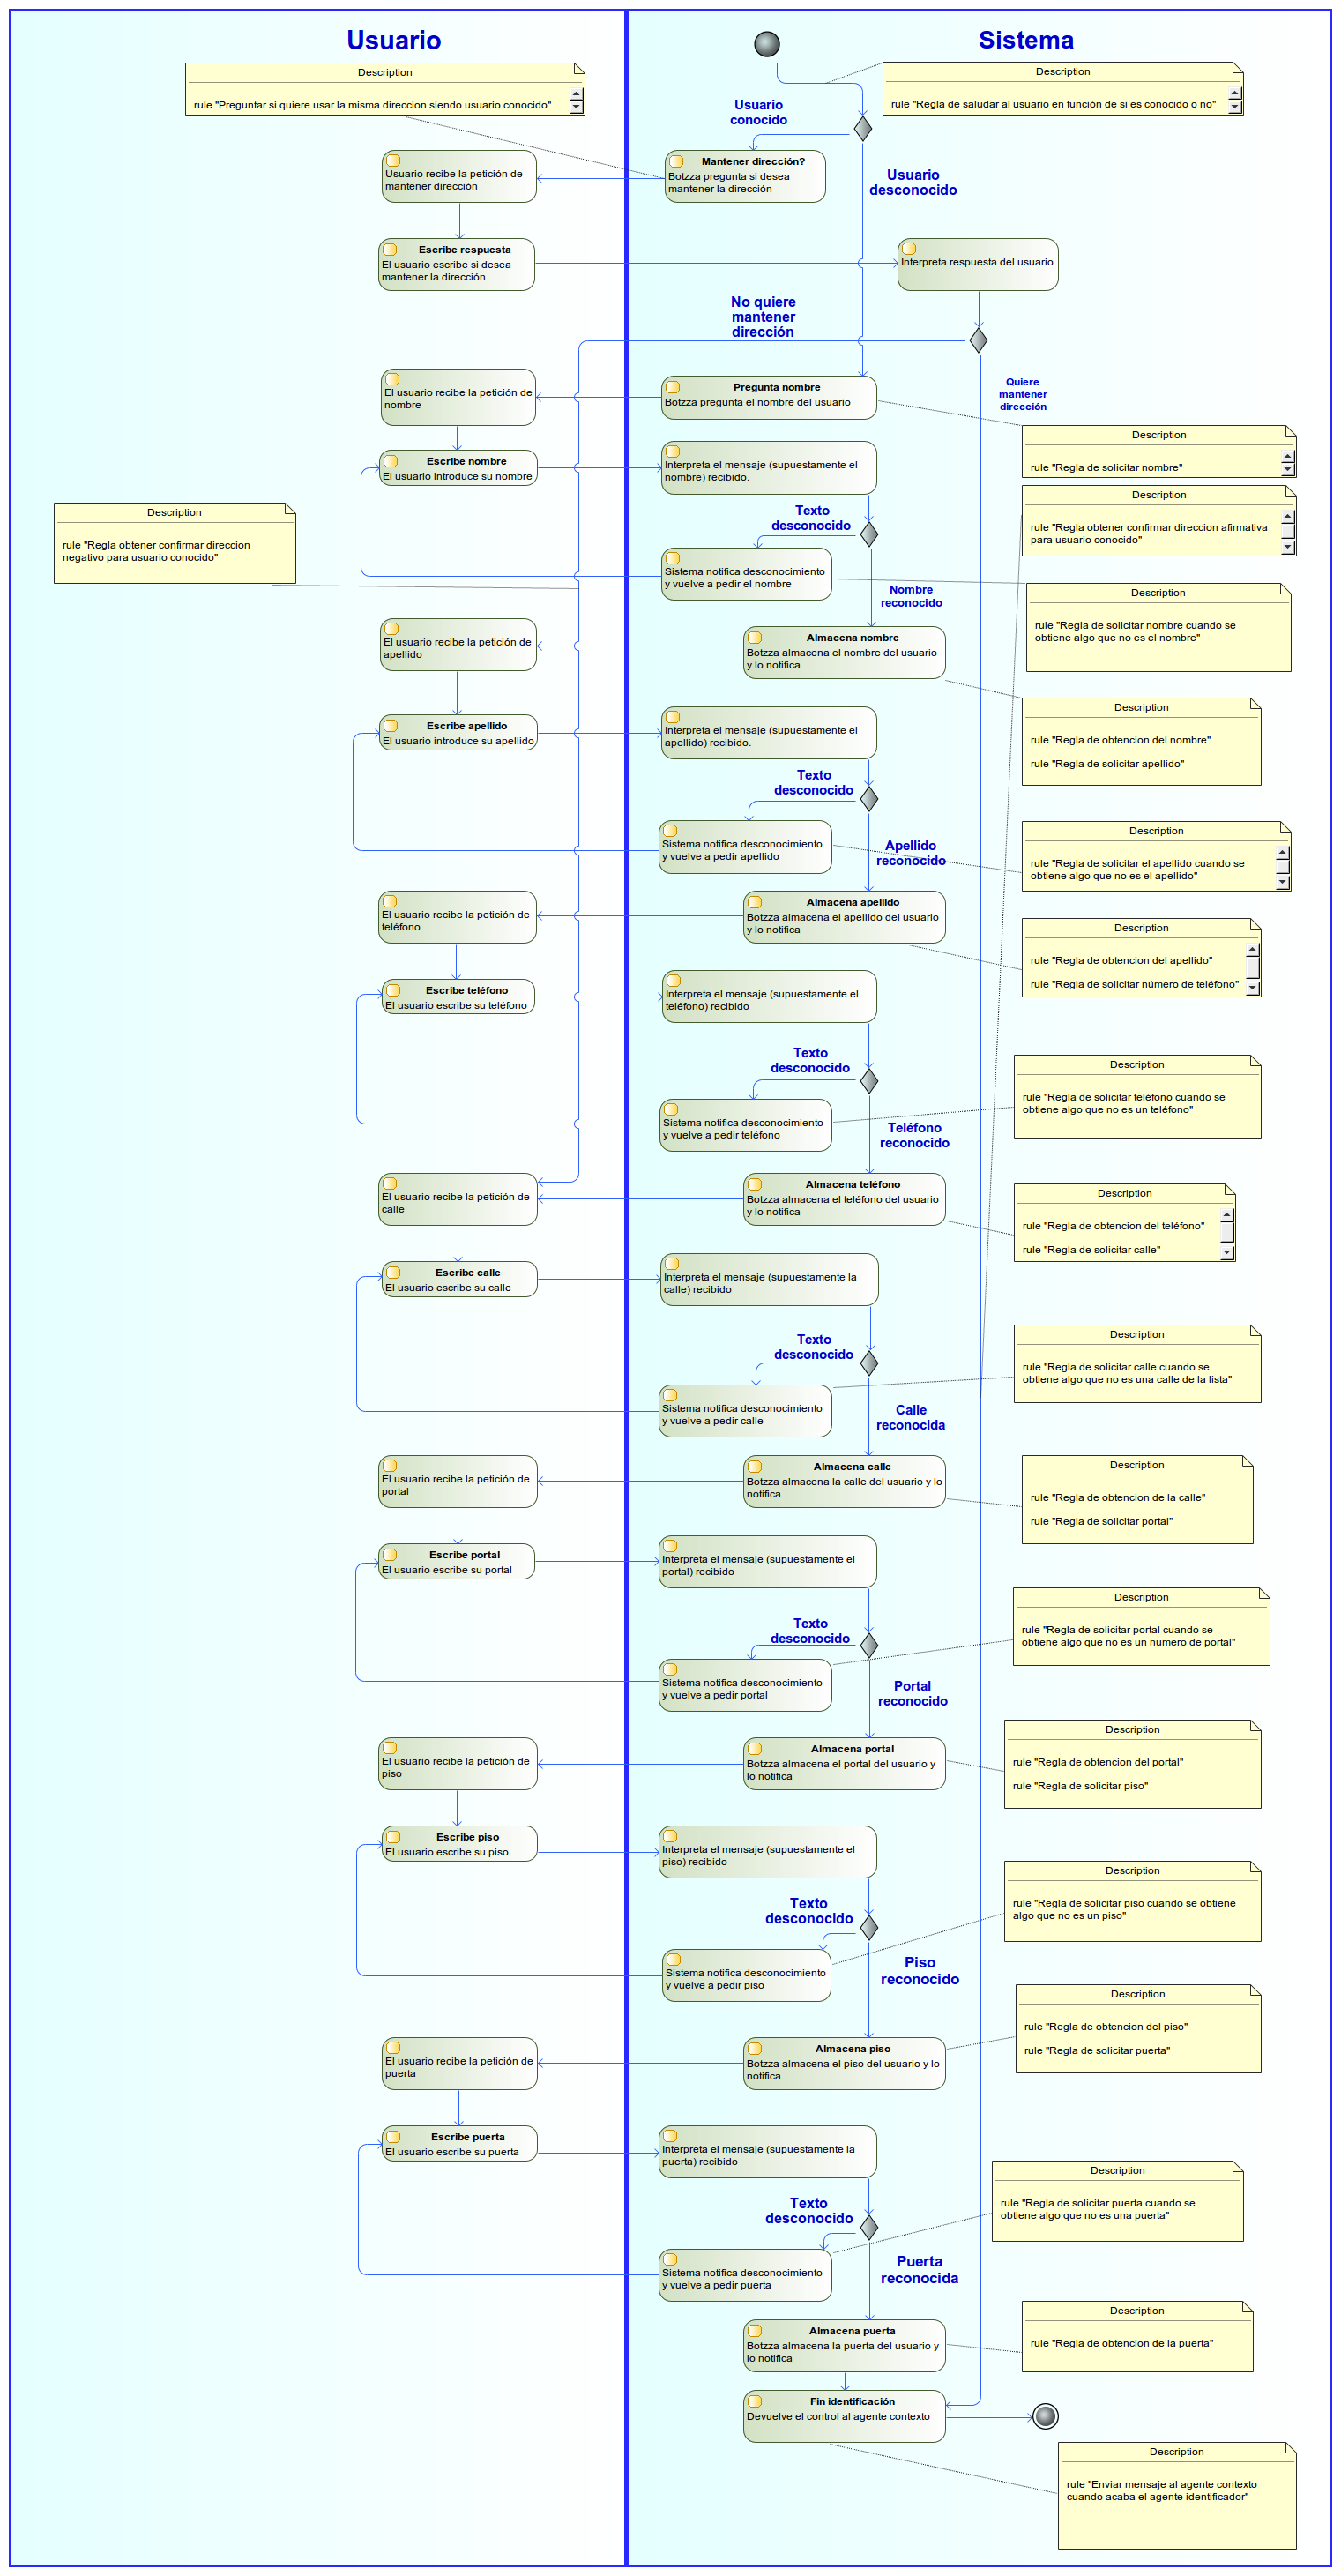 Usuario
Sistema
Description
rule "Preguntar si quiere usar la misma direccion siendo usuario conocido"
Description
rule "Regla de saludar al usuario en función de si es conocido o no"
Usuario
conocido
Mantener dirección?
Botzza pregunta si desea
mantener la dirección
Usuario recibe la petición de
mantener dirección
Usuario
desconocido
Escribe respuesta
El usuario escribe si desea
mantener la dirección
Interpreta respuesta del usuario
No quiere
mantener
dirección
Quiere
mantener
dirección
El usuario recibe la petición de
nombre
Pregunta nombre
Botzza pregunta el nombre del usuario
Description
rule "Regla de solicitar nombre"
Escribe nombre
El usuario introduce su nombre
Interpreta el mensaje (supuestamente el
nombre) recibido.
Description
rule "Regla obtener confirmar direccion afirmativa
para usuario conocido"
Description
rule "Regla obtener confirmar direccion
negativo para usuario conocido"
Texto
desconocido
Sistema notifica desconocimiento
y vuelve a pedir el nombre
Nombre
reconocido
Description
rule "Regla de solicitar nombre cuando se
obtiene algo que no es el nombre"
El usuario recibe la petición de
apellido
Almacena nombre
Botzza almacena el nombre del usuario
y lo notifica
Description
rule "Regla de obtencion del nombre"
rule "Regla de solicitar apellido"
Escribe apellido
El usuario introduce su apellido
Interpreta el mensaje (supuestamente el
apellido) recibido.
Texto
desconocido
Sistema notifica desconocimiento
y vuelve a pedir apellido
Apellido
reconocido
Description
rule "Regla de solicitar el apellido cuando se
obtiene algo que no es el apellido"
El usuario recibe la petición de
teléfono
Almacena apellido
Botzza almacena el apellido del usuario
y lo notifica
Description
rule "Regla de obtencion del apellido"
rule "Regla de solicitar número de teléfono"
Escribe teléfono
El usuario escribe su teléfono
Interpreta el mensaje (supuestamente el
teléfono) recibido
Texto
desconocido
Sistema notifica desconocimiento
y vuelve a pedir teléfono
Teléfono
reconocido
Description
rule "Regla de solicitar teléfono cuando se
obtiene algo que no es un teléfono"
El usuario recibe la petición de
calle
Almacena teléfono
Botzza almacena el teléfono del usuario
y lo notifica
Description
rule "Regla de obtencion del teléfono"
rule "Regla de solicitar calle"
Escribe calle
El usuario escribe su calle
Interpreta el mensaje (supuestamente la
calle) recibido
Texto
desconocido
Sistema notifica desconocimiento
y vuelve a pedir calle
Calle
reconocida
Description
rule "Regla de solicitar calle cuando se
obtiene algo que no es una calle de la lista"
El usuario recibe la petición de
portal
Almacena calle
Botzza almacena la calle del usuario y lo
notifica
Description
rule "Regla de obtencion de la calle"
rule "Regla de solicitar portal"
Escribe portal
El usuario escribe su portal
Interpreta el mensaje (supuestamente el
portal) recibido
Texto
desconocido
Sistema notifica desconocimiento
y vuelve a pedir portal
Portal
reconocido
Description
rule "Regla de solicitar portal cuando se
obtiene algo que no es un numero de portal"
El usuario recibe la petición de
piso
Almacena portal
Botzza almacena el portal del usuario y
lo notifica
Description
rule "Regla de obtencion del portal"
rule "Regla de solicitar piso"
Escribe piso
El usuario escribe su piso
Interpreta el mensaje (supuestamente el
piso) recibido
Texto
desconocido
Sistema notifica desconocimiento
y vuelve a pedir piso
Piso
reconocido
Description
rule "Regla de solicitar piso cuando se obtiene
algo que no es un piso"
El usuario recibe la petición de
puerta
Almacena piso
Botzza almacena el piso del usuario y lo
notifica
Description
rule "Regla de obtencion del piso"
rule "Regla de solicitar puerta"
Escribe puerta
El usuario escribe su puerta
Interpreta el mensaje (supuestamente la
puerta) recibido
Texto
desconocido
Sistema notifica desconocimiento
y vuelve a pedir puerta
Puerta
reconocida
Description
rule "Regla de solicitar puerta cuando se
obtiene algo que no es una puerta"
Almacena puerta
Botzza almacena la puerta del usuario y
lo notifica
Description
rule "Regla de obtencion de la puerta"
Fin identificación
Devuelve el control al agente contexto
Description
rule "Enviar mensaje al agente contexto
cuando acaba el agente identificador"